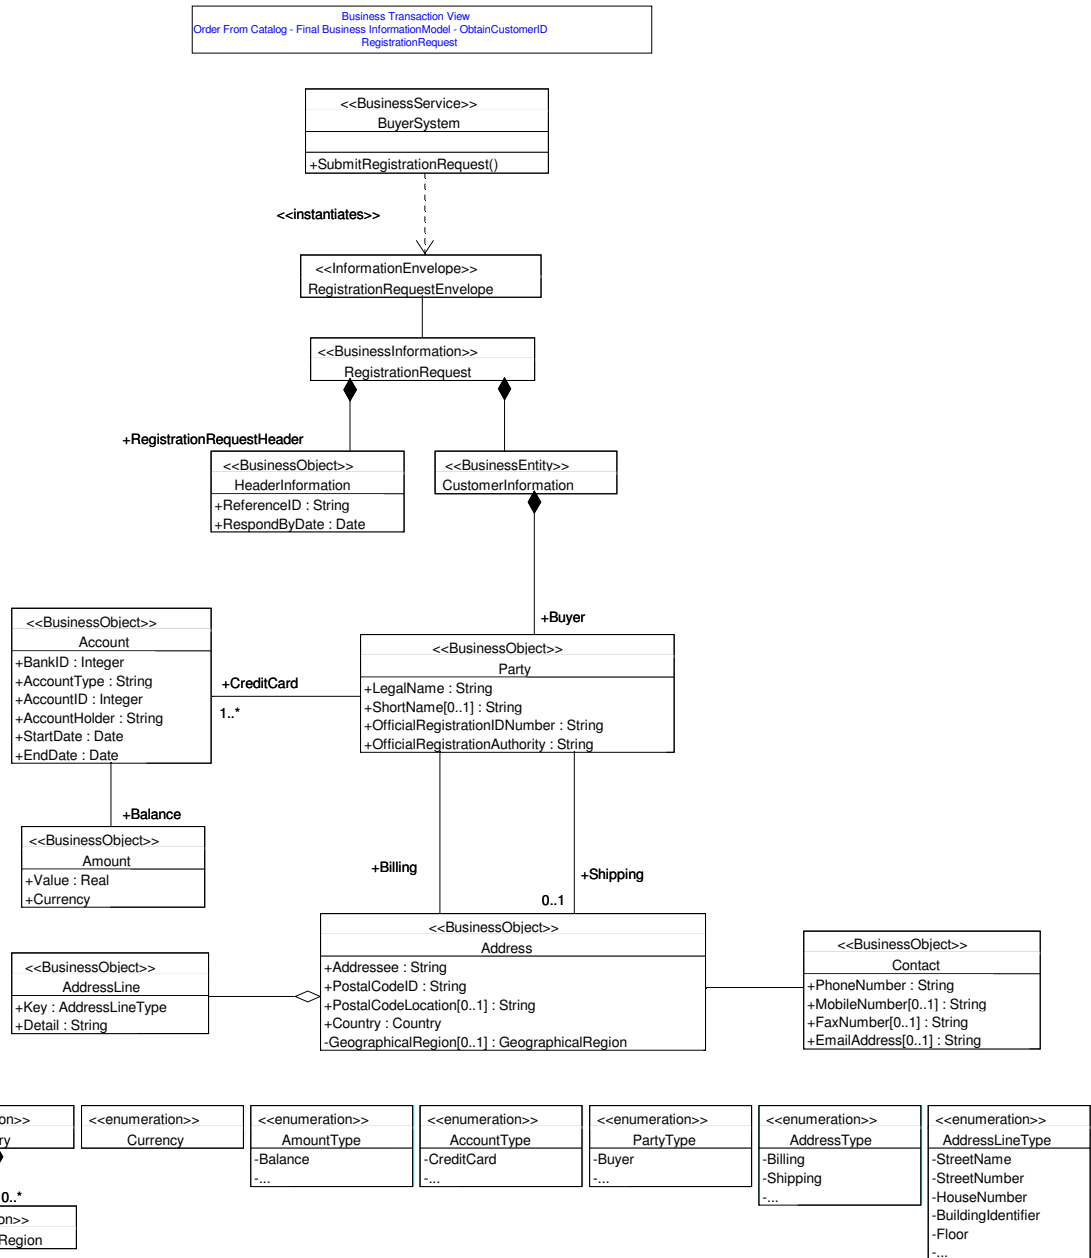 Business Transaction View
Order From Catalog - Final Business InformationModel - ObtainCustomerID
RegistrationRequest
<<BusinessService>>
BuyerSystem
+SubmitRegistrationRequest()
<<instantiates>>
<<InformationEnvelope>>
RegistrationRequestEnvelope
<<BusinessInformation>>
RegistrationRequest
+RegistrationRequestHeader
<<BusinessObject>>
HeaderInformation
+ReferenceID : String
+RespondByDate : Date
<<BusinessEntity>>
CustomerInformation
+Buyer
<<BusinessObject>>
Account
+BankID : Integer
+AccountType : String
+AccountID : Integer
+AccountHolder : String
+StartDate : Date
+EndDate : Date
+CreditCard
1..*
<<BusinessObject>>
Party
+LegalName : String
+ShortName[0..1] : String
+OfficialRegistrationIDNumber : String
+OfficialRegistrationAuthority : String
+Balance
<<BusinessObject>>
Amount
+Value : Real
+Currency
+Billing
+Shipping
0..1
<<BusinessObject>>
AddressLine
+Key : AddressLineType
+Detail : String
<<BusinessObject>>
Address
+Addressee : String
+PostalCodeID : String
+PostalCodeLocation[0..1] : String
+Country : Country
-GeographicalRegion[0..1] : GeographicalRegion
<<BusinessObject>>
Contact
+PhoneNumber : String
+MobileNumber[0..1] : String
+FaxNumber[0..1] : String
+EmailAddress[0..1] : String
on>>
ry
0..*
on>>
Region
<<enumeration>>
Currency
<<enumeration>>
AmountType
-Balance
-...
<<enumeration>>
AccountType
-CreditCard
-...
<<enumeration>>
PartyType
-Buyer
-...
<<enumeration>>
AddressType
-Billing
-Shipping
-...
<<enumeration>>
AddressLineType
-StreetName
-StreetNumber
-HouseNumber
-BuildingIdentifier
-Floor
-...